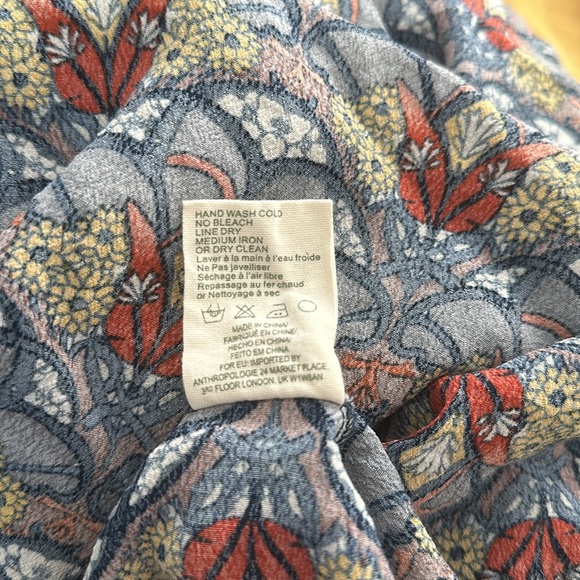 HAND WASH COLD
NO BLEACH
LINE DRY
MEDIUM IRON
OR DRY CLEAN
Laver à la main à l'eau froide
Ne Pas javelliser
Séchage à l'air libre
Repassage au fer chaud
or Nettoyage à sec
MADE IN CHINA/
FABRIQUÉ EN CHINE/
HECHO EN CHINA/
FEITO EM CHINA
FOR EU: IMPORTED BY
ANTHROPOLOGIE 24 MARKET PLACE,
3RD FLOOR LONDON, UK W1W8AN